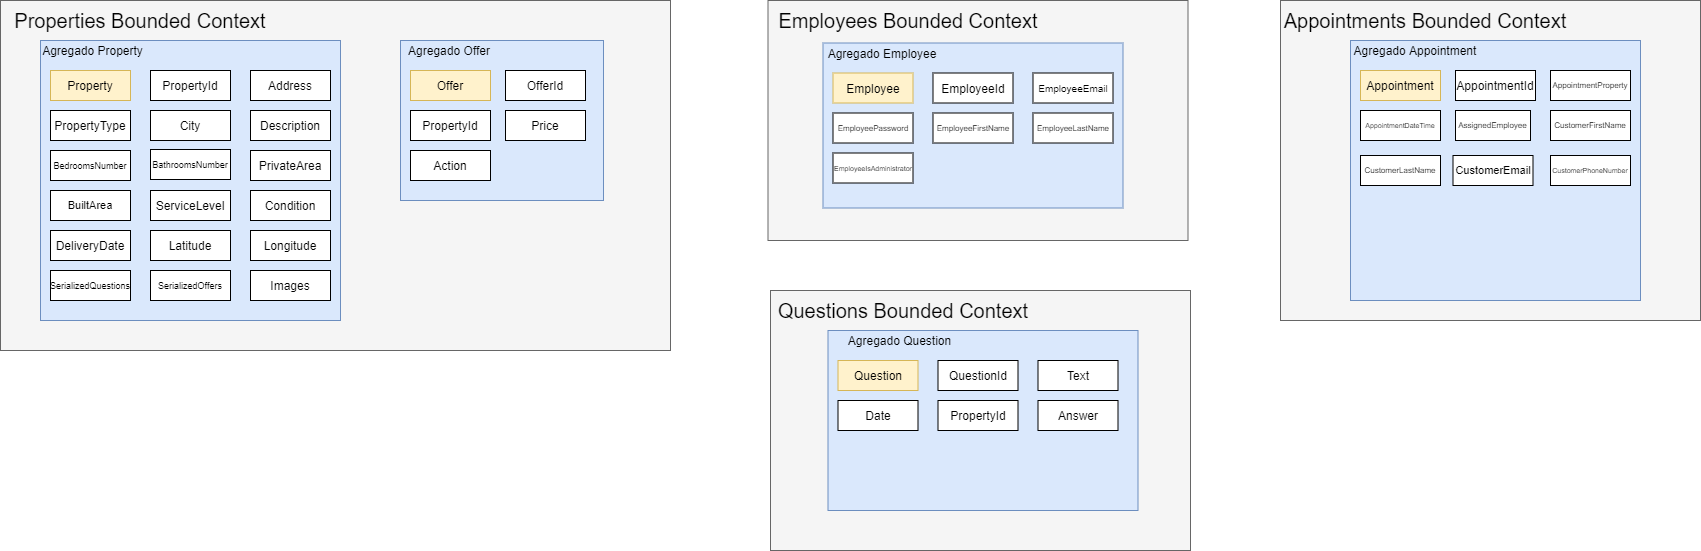 Properties Bounded Context
Agregado Property
Property
PropertyId
Address
PropertyType
City
Description
BedroomsNumber
BathroomsNumber
PrivateArea
BuiltArea
ServiceLevel
Condition
DeliveryDate
Latitude
Longitude
SerializedQuestions
SerializedOffers
Images
Agregado Offer
Offer
OfferId
PropertyId
Price
Action
Employees Bounded Context
Agregado Employee
Employee
EmployeeId
EmployeeEmail
EmployeePassword
EmployeeFirstName
EmployeeLastName
EmployeeIsAdministrator
Questions Bounded Context
Agregado Question
Question
QuestionId
Text
Date
PropertyId
Answer
Appointments Bounded Context
Agregado Appointment
Appointment
AppointmentId
AppointmentProperty
AppointmentDateTime
AssignedEmployee
CustomerFirstName
CustomerLastName
CustomerEmail
CustomerPhoneNumber